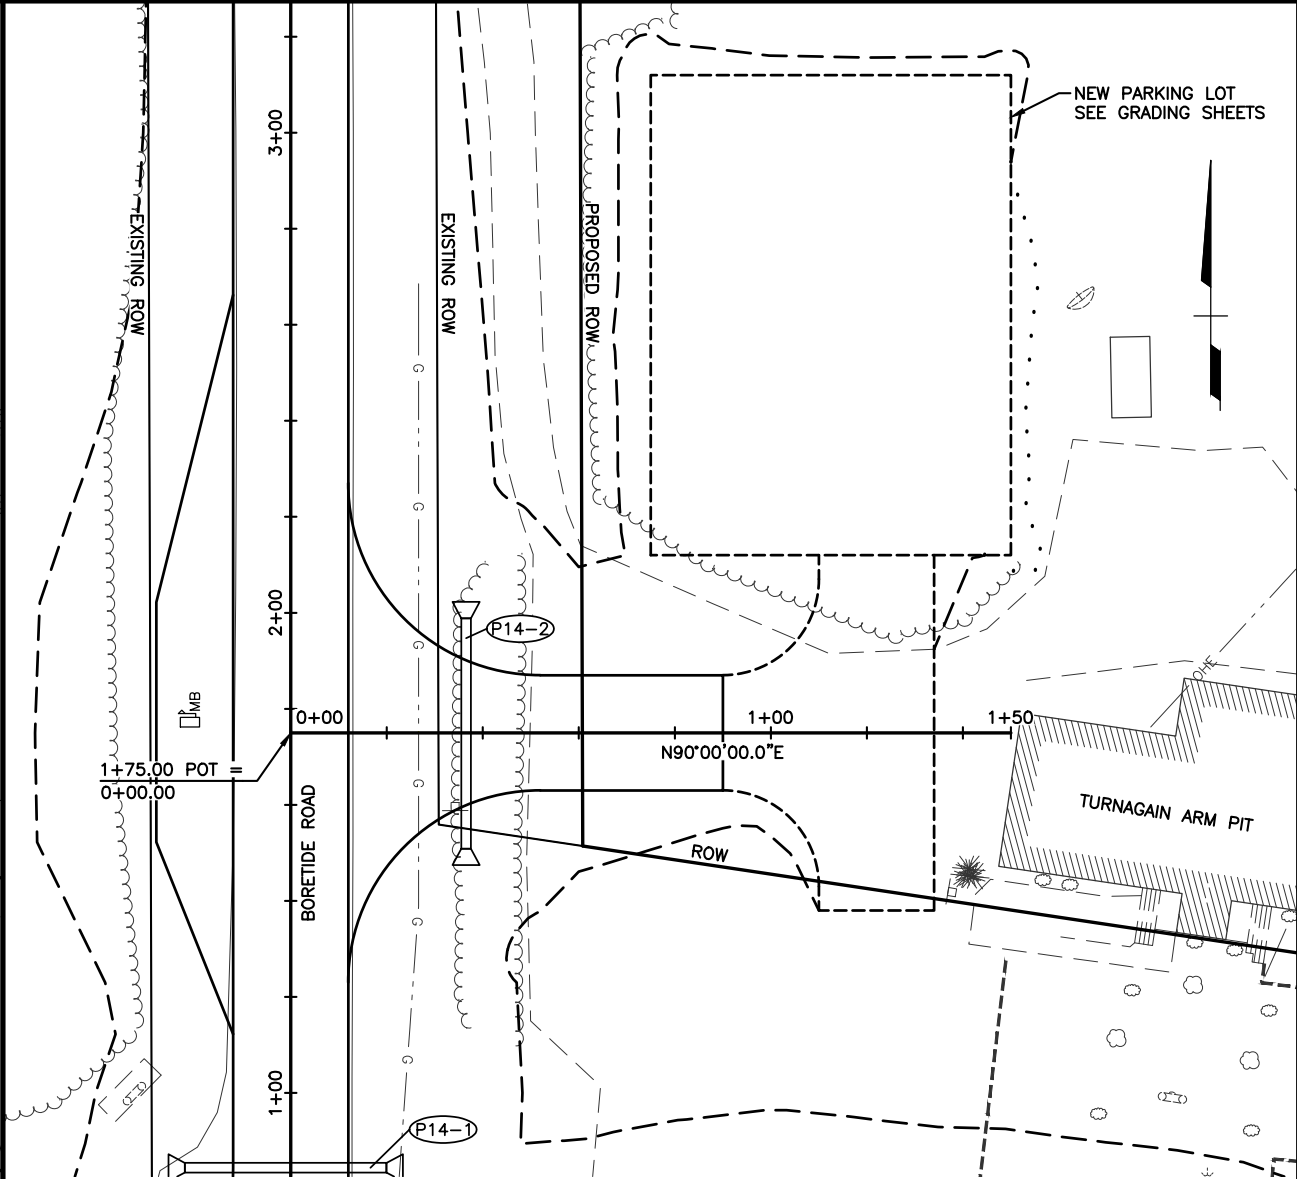 NEW PARKING LOT
SEE GRADING SHEETS
3+00
EXISTING ROW
EXISTING ROW
PROPOSED ROW
G
G
2+00
P14-2
G
OHE
MB
0+00
1+00
1+50
N90°00'00.0"E
1+75.00 POT =
0+00.00
G
BORETIDE ROAD
TURNAGAIN ARM PIT
ROW
G
1+00
G
P14-1